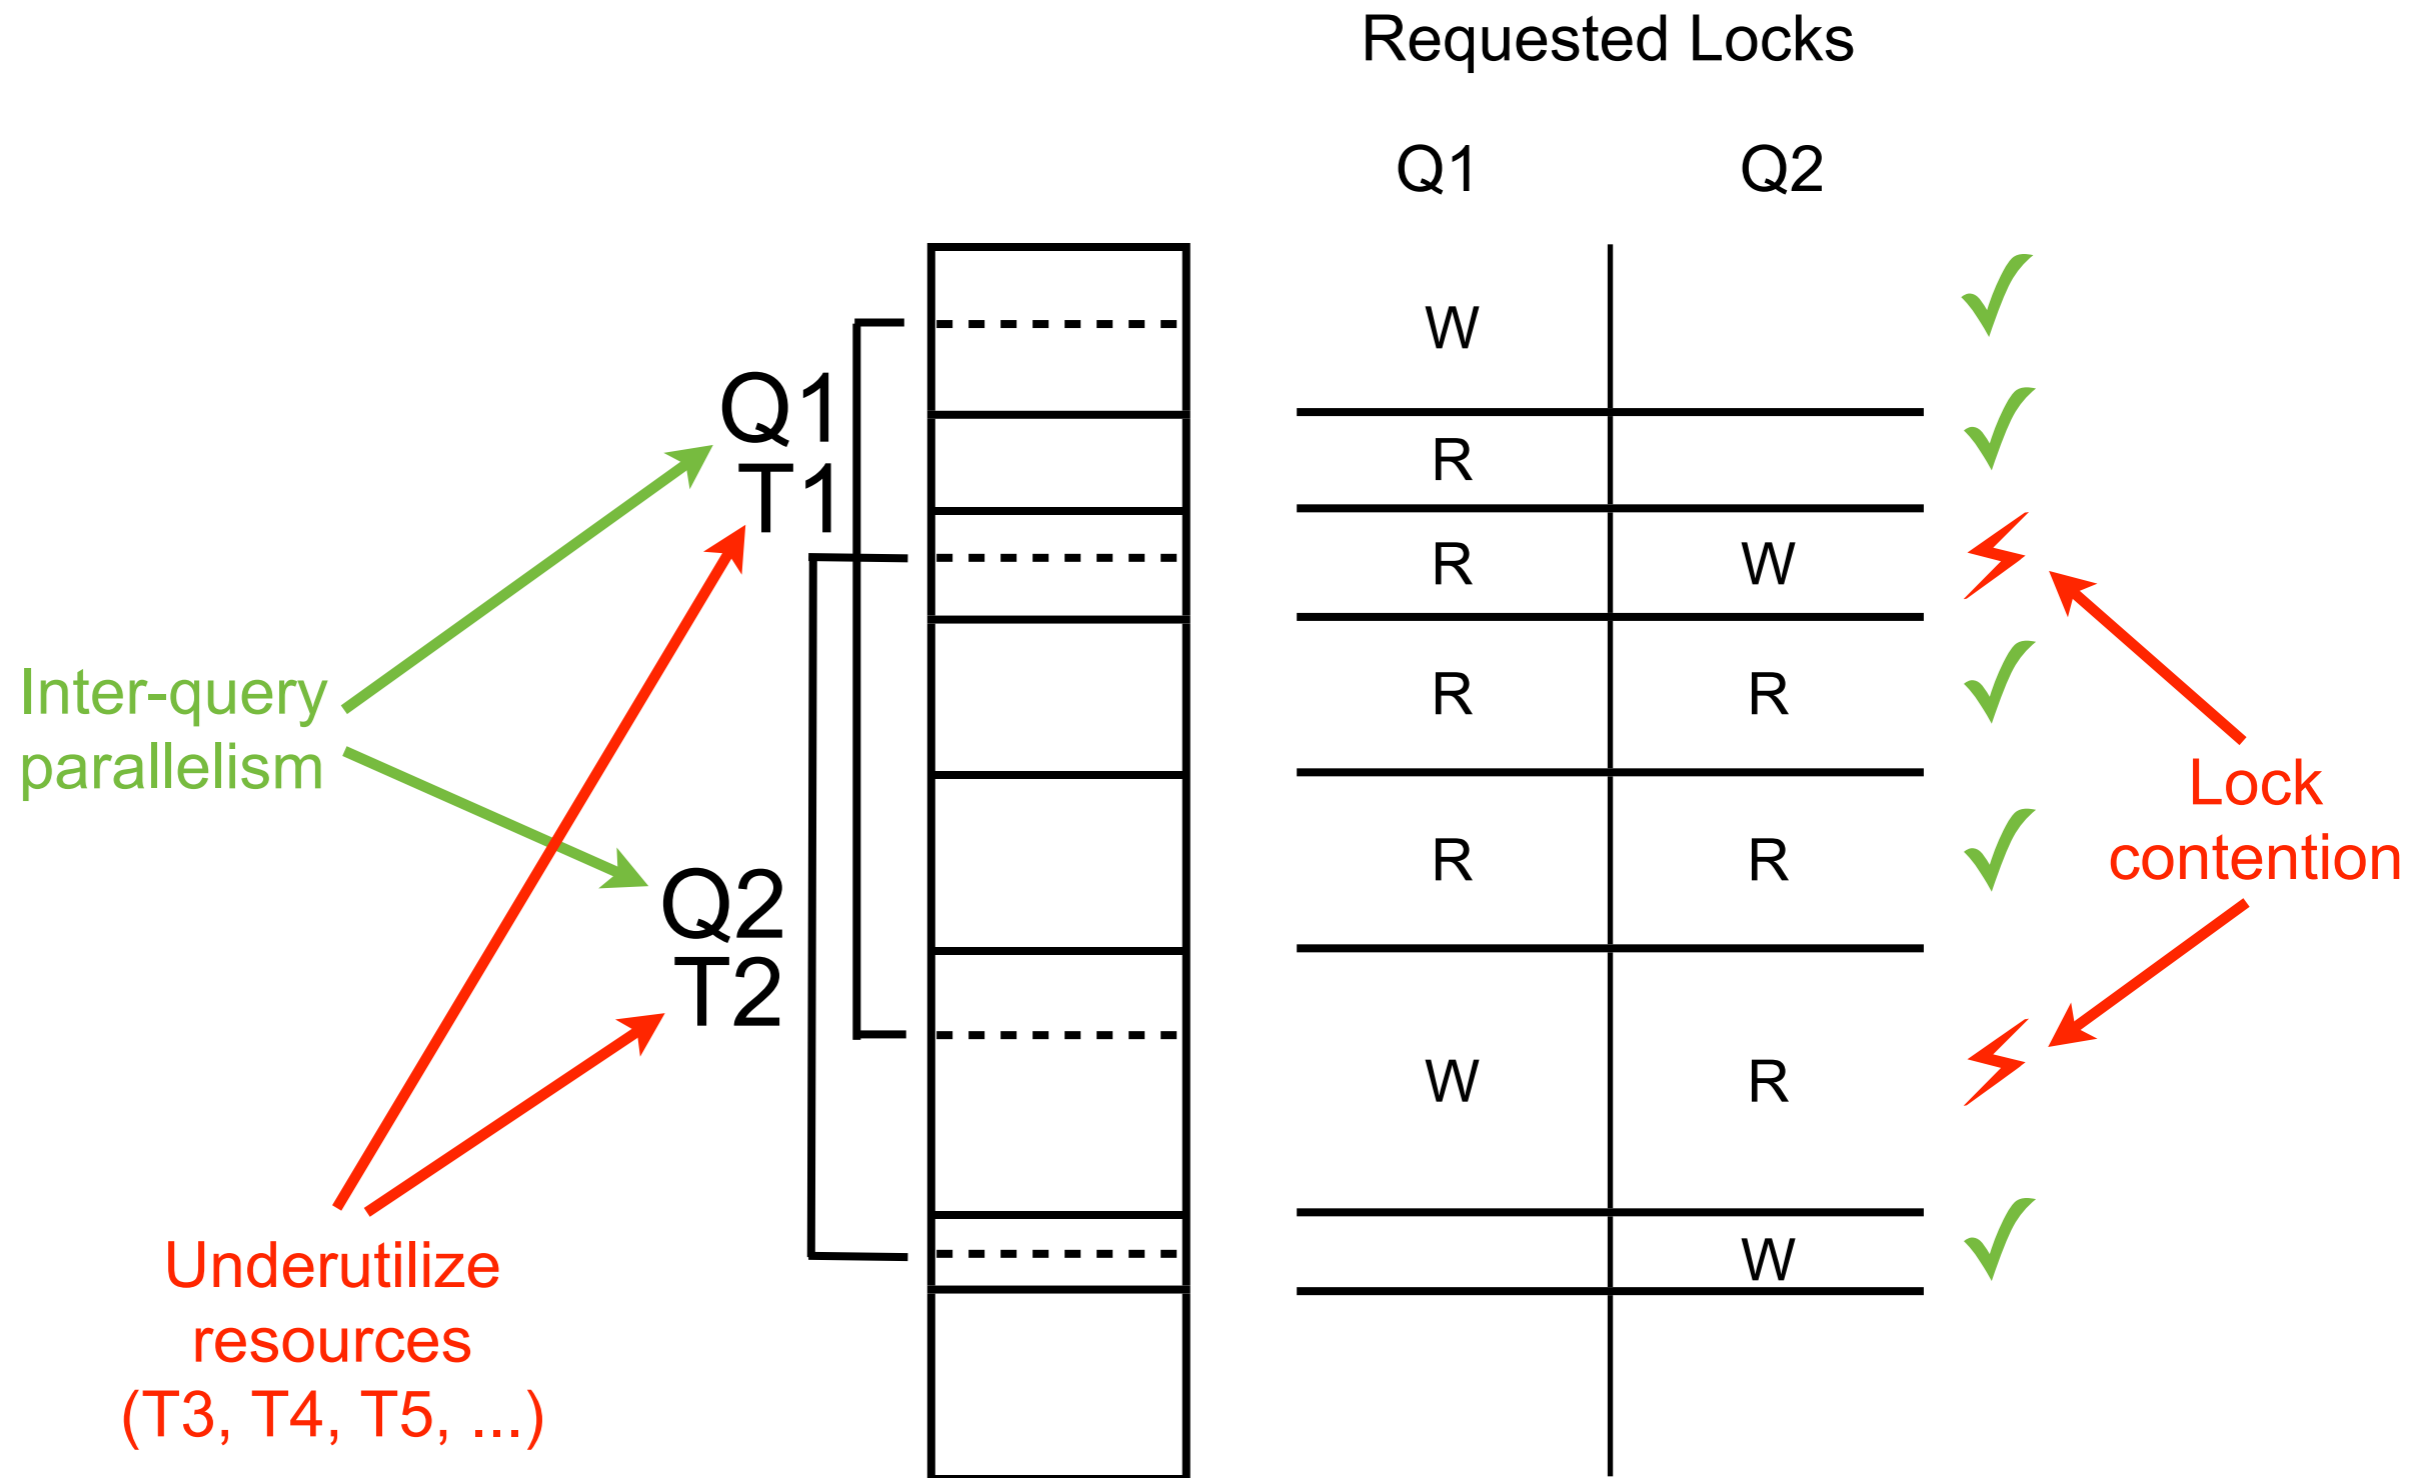 Requested Locks
Q1 Q2
W
R
R W
R R
R R
W R
W
Q1
T1
Q2
T2
Inter-query
parallelism
Underutilize
resources
(T3, T4, T5, ...)
Lock
contention